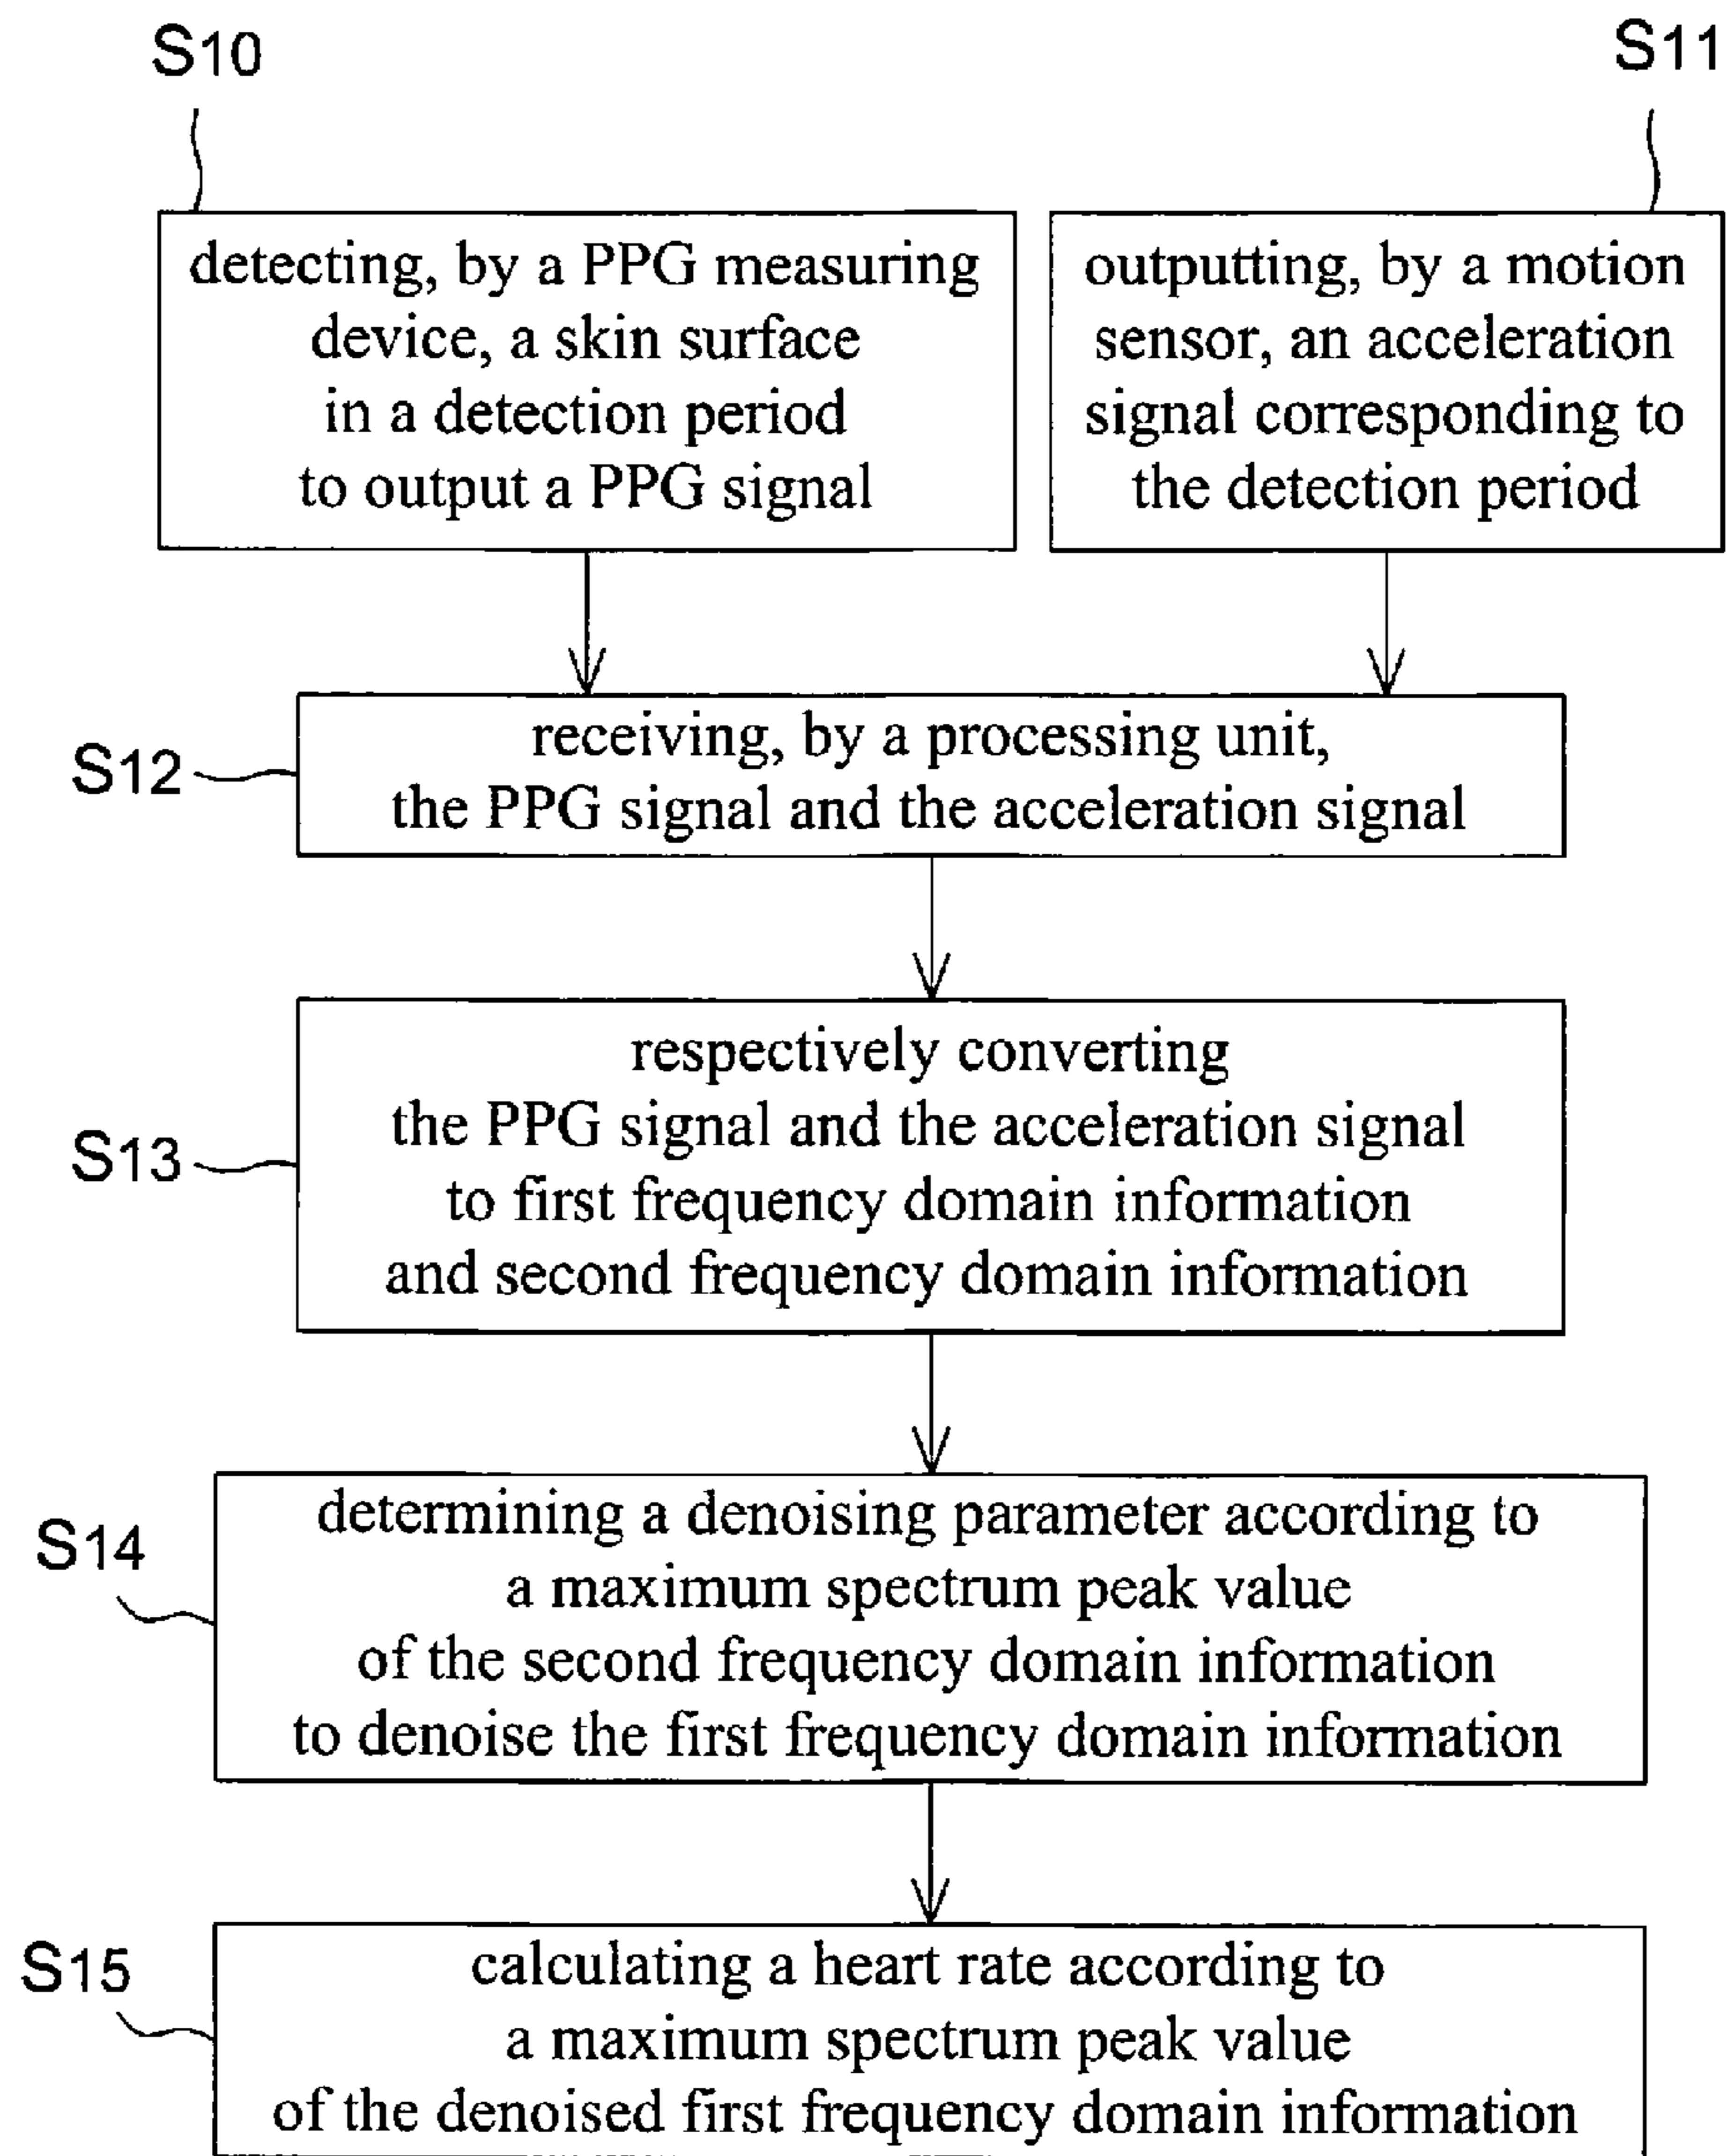 S10
S11
detecting, by a PPG measuring
device, a skin surface
in a detection period
to output a PPG signal
outputting, by a motion
sensor, an acceleration
signal corresponding to
the detection period
S12
receiving, by a processing unit,
the PPG signal and the acceleration signal
S13
respectively converting
the PPG signal and the acceleration signal
to first frequency domain information
and second frequency domain information
S14
determining a denoising parameter according to
a maximum spectrum peak value
of the second frequency domain information
to denoise the first frequency domain information
S15
calculating a heart rate according to
a maximum spectrum peak value
of the denoised first frequency domain information